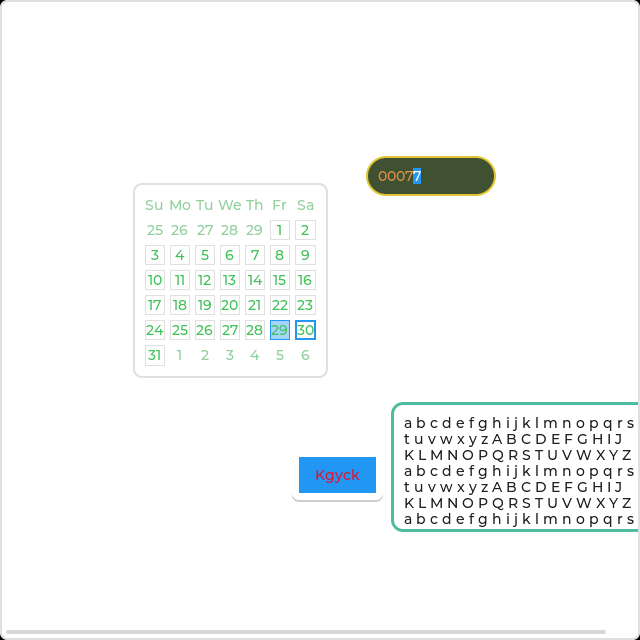 00077
Su Mo Tu We Th Fr Sa
25 26 27 28 29 1 2
3 4 5 6 7 8 9
10 11 12 13 14 15 16
17 18 19 20 21 22 23
24 25 26 27 28 29 30
31 1 2 3 4 5 6
a b c d e f g h i j k l m n o p q r s
t u v w x y z A B C D E F G H I J
K L M N O P Q R S T U V W X Y Z
a b c d e f g h i j k l m n o p q r s
t u v w x y z A B C D E F G H I J
K L M N O P Q R S T U V W X Y Z
a b c d e f g h i j k l m n o p q r s
Kgyck